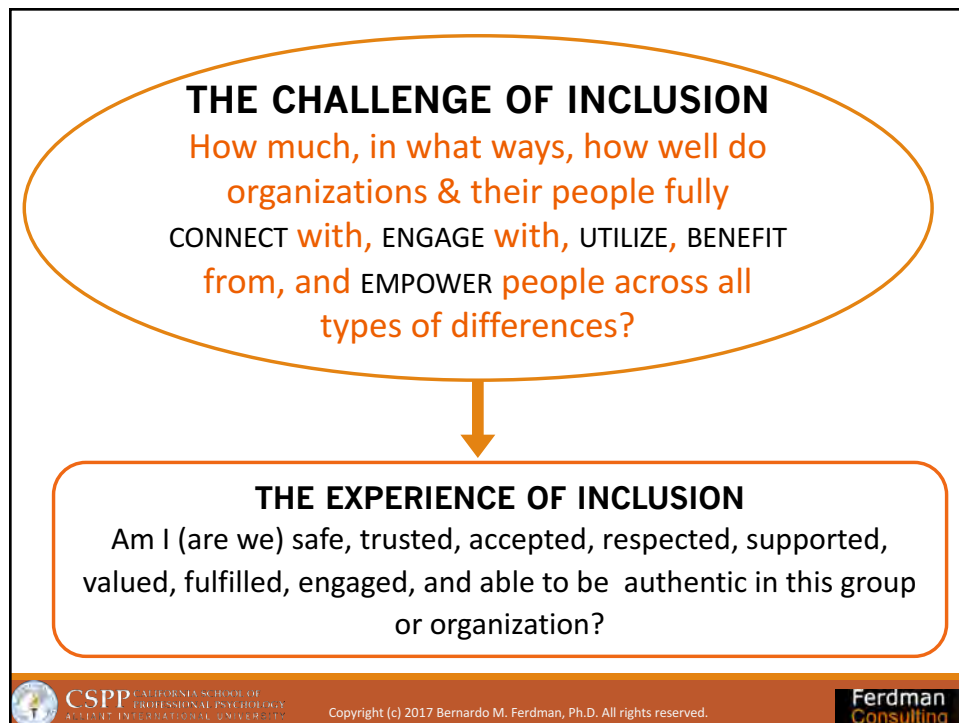 THE CHALLENGE OF INCLUSION
How much, in what ways, how well do
organizations & their people fully
CONNECT with, ENGAGE with, UTILIZE, BENEFIT
from, and EMPOWER people across all
types of differences?
THE EXPERIENCE OF INCLUSION
Am I (are we) safe, trusted, accepted, respected, supported,
valued, fulfilled, engaged, and able to be  authentic in this group
or organization?
CSPP CALIFORNIA SCHOOL OF
PROFESSIONAL PSYCHOLOGY
ALLIANT INTERNATIONAL UNIVERSITY
Copyright (c) 2017 Bernardo M. Ferdman, Ph.D. All rights reserved.
Ferdman
Consulting